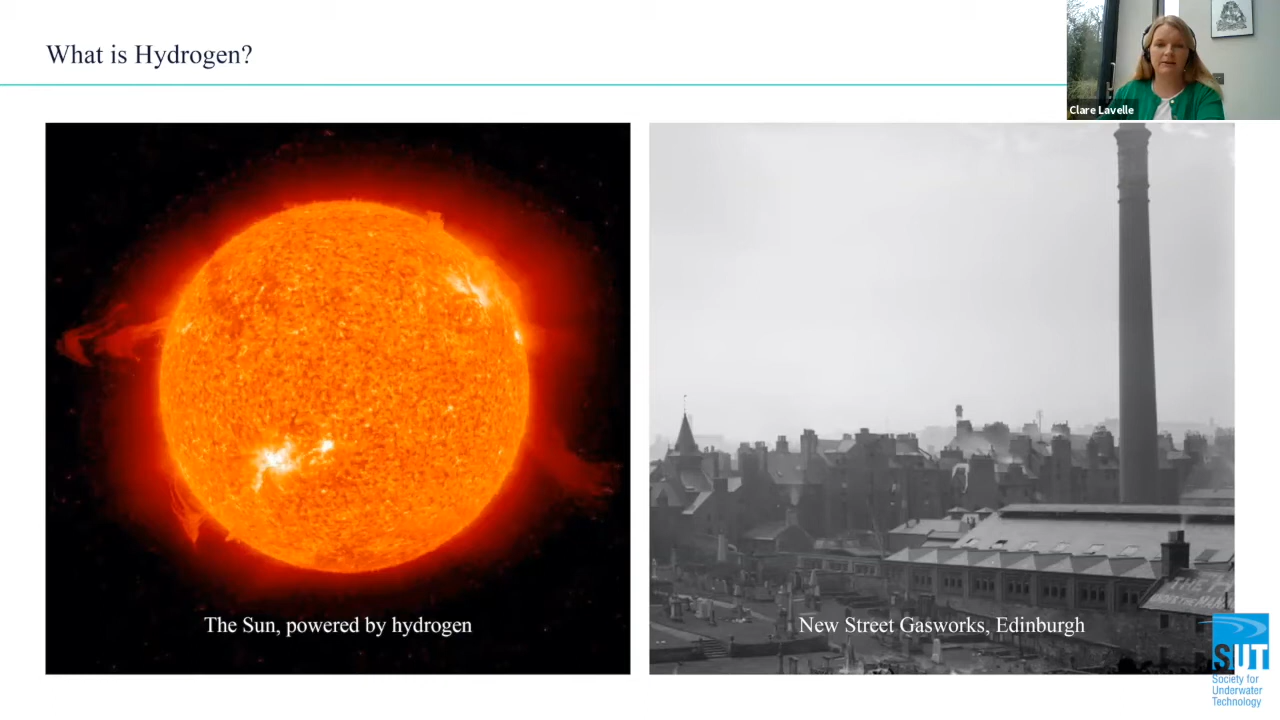 What is Hydrogen?
Clare Lavelle
The Sun, powered by hydrogen
New Street Gasworks, Edinburgh
SUT
Society for
Underwater
Technology